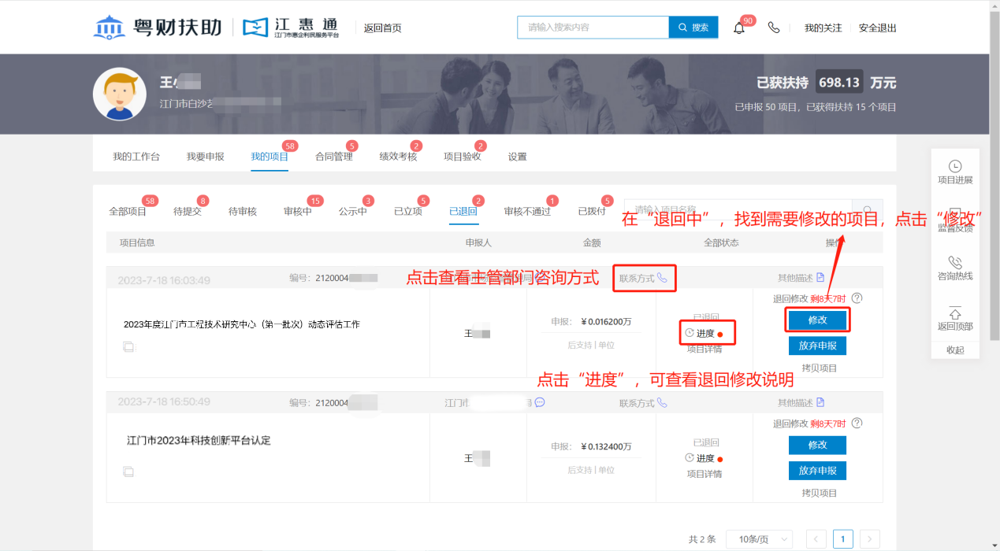 粤财扶助 江惠通 江门市惠企利民服务平台 返回首页 请输入搜索内容 搜索 90 我的关注 安全退出
王小
江门市白沙艺
已获扶持 698.13 万元
已申报 50 项目，已获得扶持 15 个项目
我的工作台 我要申报 我的项目 58 合同管理 5 绩效考核 2 项目验收 2 设置
全部项目 58 待提交 8 待审核 审核中 15 公示中 3 已立项 5 已退回 2 审核不通过 1 已拨付 5 请输入项目名称
在“退回中”，找到需要修改的项目，点击“修改”
项目信息 申报人 金额 全部状态 操作
2023-7-18 16:03:49 编号：2120004 点击查看主管部门咨询方式 联系方式 其他描述
退回修改 剩8天7时
2023年度江门市工程技术研究中心（第一批次）动态评估工作 王 申报：￥0.016200万 已退回 修改
进度
后支持 | 单位 项目详情 放弃申报
拷贝项目
点击“进度”，可查看退回修改说明
2023-7-18 16:50:49 编号：2120004 江门市 局 联系方式 其他描述
退回修改 剩8天7时
江门市2023年科技创新平台认定 王 申报：￥0.132400万 已退回 修改
进度
后支持 | 单位 项目详情 放弃申报
拷贝项目
共 2 条 10条/页 1
项目进展
监督反馈
咨询热线
返回顶部
收起